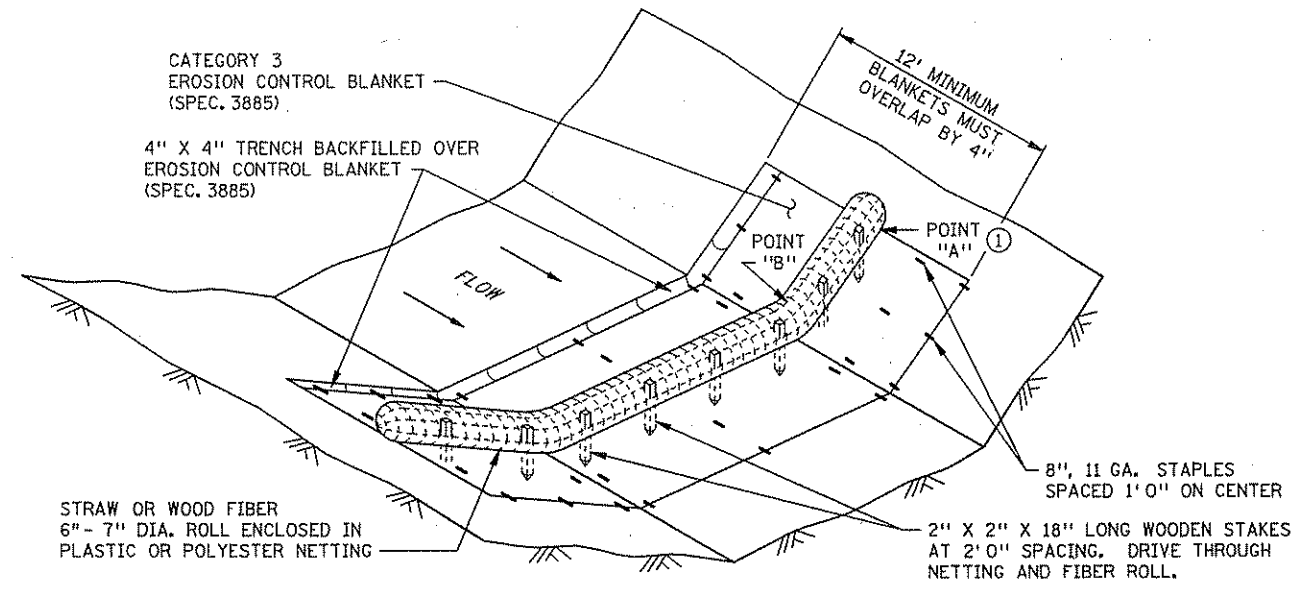 CATEGORY 3
EROSION CONTROL BLANKET
(SPEC. 3885)
4" X 4" TRENCH BACKFILLED OVER
EROSION CONTROL BLANKET
(SPEC. 3885)
12' MINIMUM
BLANKETS MUST
OVERLAP BY 4"
POINT
"A" 1
POINT
"B"
FLOW
8", 11 GA. STAPLES
SPACED 1'0" ON CENTER
STRAW OR WOOD FIBER
6"- 7" DIA. ROLL ENCLOSED IN
PLASTIC OR POLYESTER NETTING
2" X 2" X 18" LONG WOODEN STAKES
AT 2'0" SPACING. DRIVE THROUGH
NETTING AND FIBER ROLL.